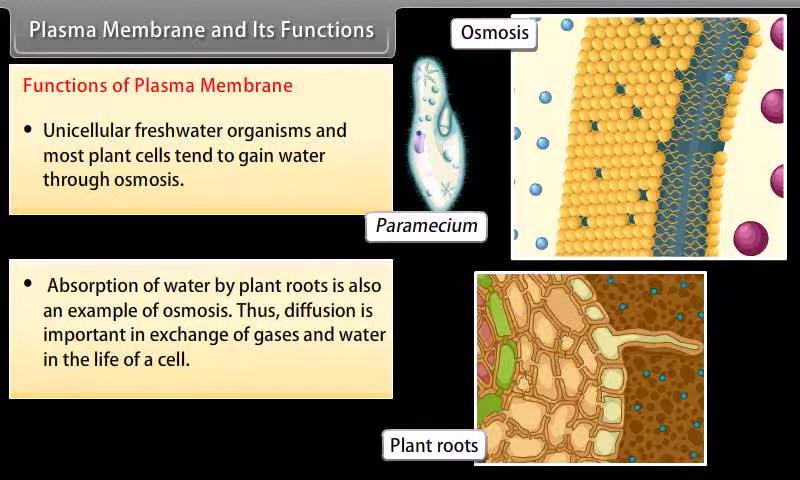 Plasma Membrane and Its Functions
Osmosis
Functions of Plasma Membrane
• Unicellular freshwater organisms and
most plant cells tend to gain water
through osmosis.
Paramecium
• Absorption of water by plant roots is also
an example of osmosis. Thus, diffusion is
important in exchange of gases and water
in the life of a cell.
Plant roots